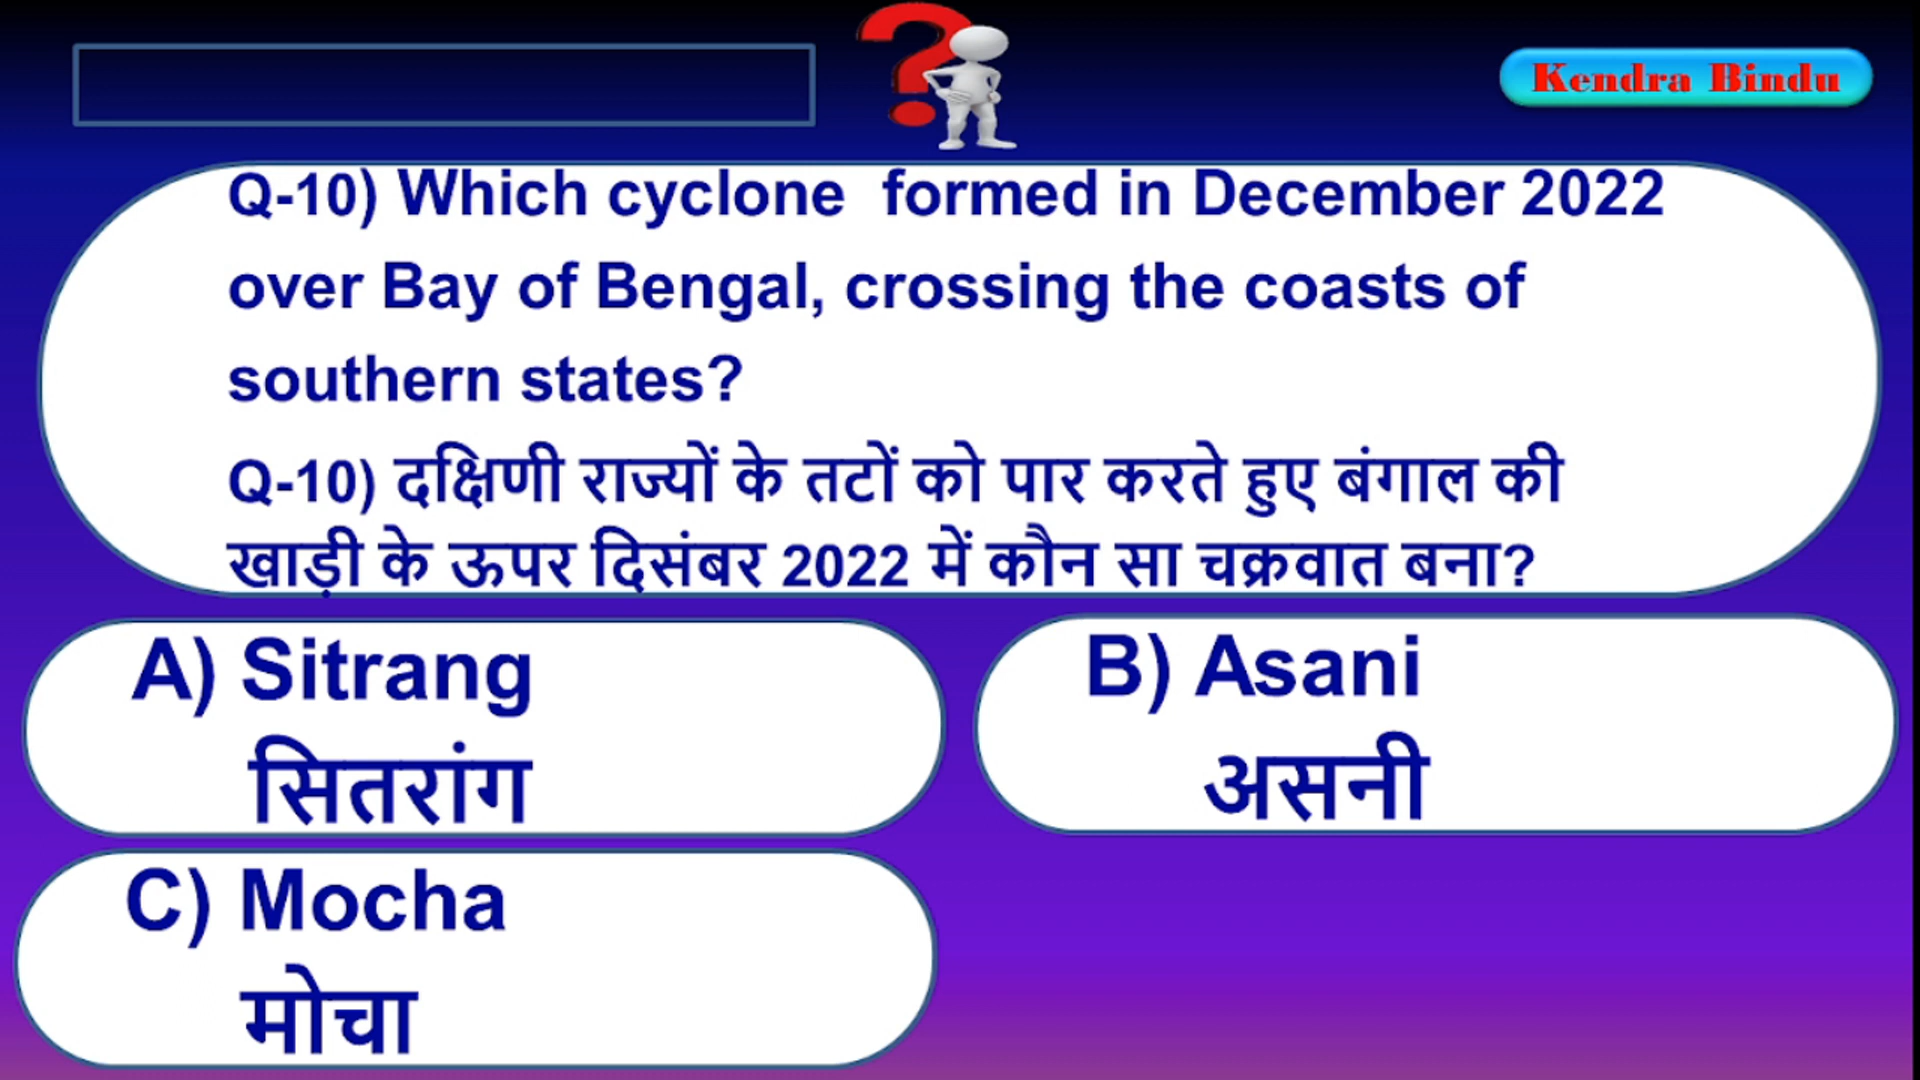 Kendra Bindu
Q-10) Which cyclone  formed in December 2022
over Bay of Bengal, crossing the coasts of
southern states?
Q-10) दक्षिणी राज्यों के तटों को पार करते हुए बंगाल की
खाड़ी के ऊपर दिसंबर 2022 में कौन सा चक्रवात बना?
A) Sitrang
सितरांग
B) Asani
असनी
C) Mocha
मोचा